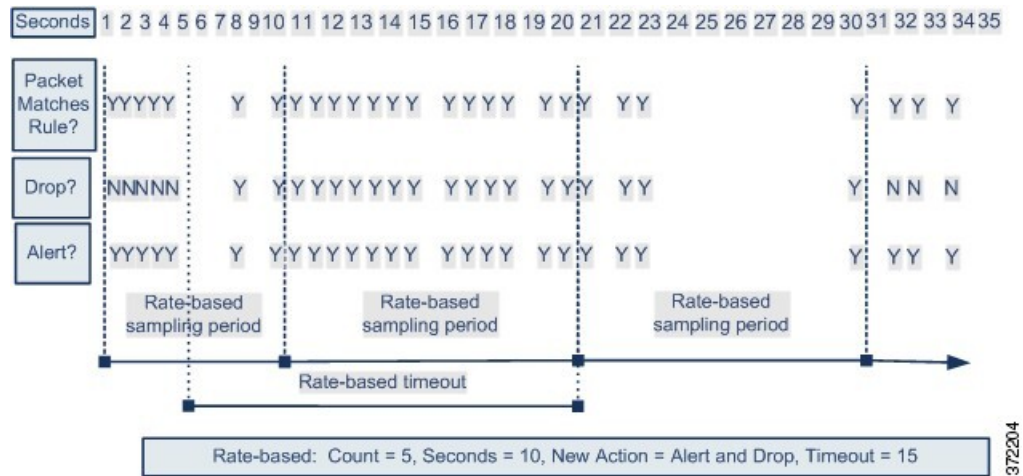 Seconds 1 2 3 4 5 6 7 8 9 10 11 12 13 14 15 16 17 18 19 20 21 22 23 24 25 26 27 28 29 30 31 32 33 34 35
Packet
Matches
Rule?
YYYYY Y Y Y Y Y Y Y Y Y Y Y Y Y Y Y Y Y Y Y Y Y Y
Drop?
NNNNN Y Y Y Y Y Y Y Y Y Y Y Y Y Y Y Y Y Y Y N N N
Alert?
YYYYY Y Y Y Y Y Y Y Y Y Y Y Y Y Y Y Y Y Y Y Y Y Y
Rate-based
sampling period
Rate-based
sampling period
Rate-based
sampling period
Rate-based timeout
Rate-based: Count = 5, Seconds = 10, New Action = Alert and Drop, Timeout = 15
372204